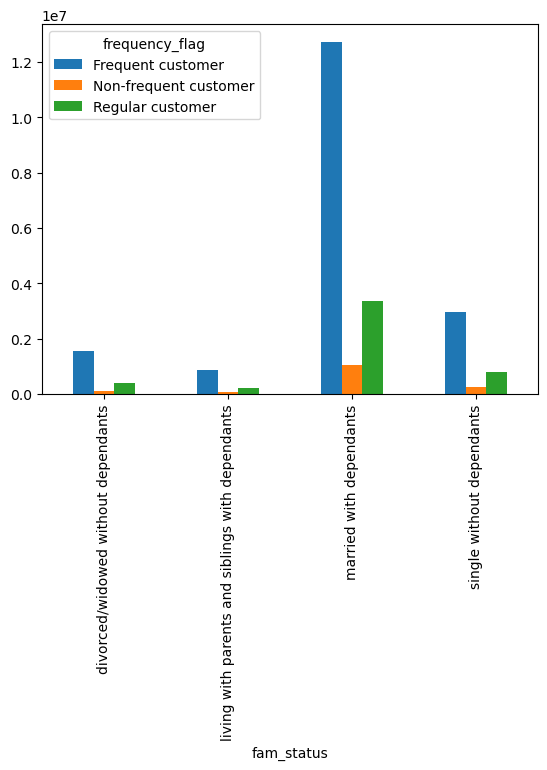 1e7
frequency_flag
Frequent customer
Non-frequent customer
Regular customer
1.2
1.0
0.8
0.6
0.4
0.2
0.0
divorced/widowed without dependants
living with parents and siblings with dependants
married with dependants
single without dependants
fam_status